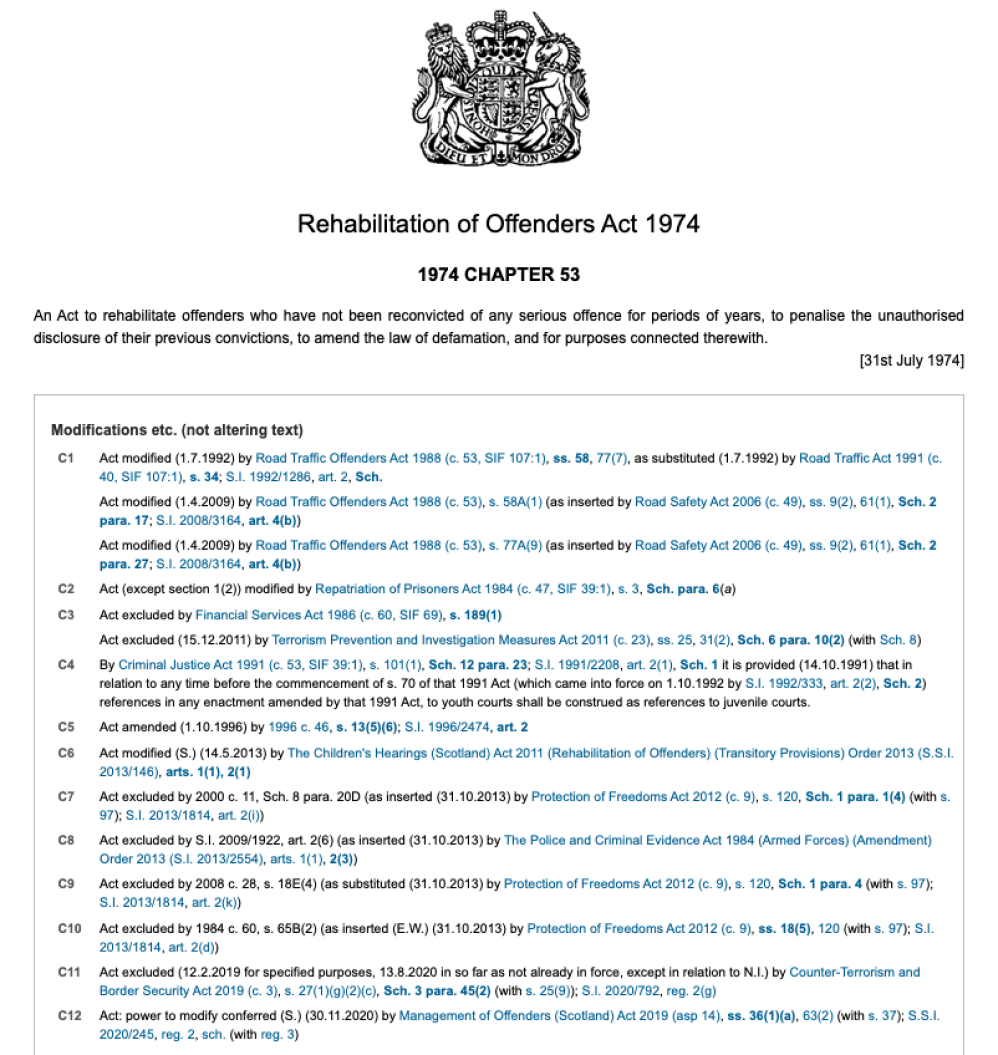 HONI SOIT QUI MAL Y PENSE
DIEU ET MON DROIT
Rehabilitation of Offenders Act 1974
1974 CHAPTER 53
An Act to rehabilitate offenders who have not been reconvicted of any serious offence for periods of years, to penalise the unauthorised
disclosure of their previous convictions, to amend the law of defamation, and for purposes connected therewith.
[31st July 1974]
Modifications etc. (not altering text)
C1 Act modified (1.7.1992) by Road Traffic Offenders Act 1988 (c. 53, SIF 107:1), ss. 58, 77(7), as substituted (1.7.1992) by Road Traffic Act 1991 (c.
40, SIF 107:1), s. 34; S.I. 1992/1286, art. 2, Sch.
Act modified (1.4.2009) by Road Traffic Offenders Act 1988 (c. 53), s. 58A(1) (as inserted by Road Safety Act 2006 (c. 49), ss. 9(2), 61(1), Sch. 2
para. 17; S.I. 2008/3164, art. 4(b))
Act modified (1.4.2009) by Road Traffic Offenders Act 1988 (c. 53), s. 77A(9) (as inserted by Road Safety Act 2006 (c. 49), ss. 9(2), 61(1), Sch. 2
para. 27; S.I. 2008/3164, art. 4(b))
C2 Act (except section 1(2)) modified by Repatriation of Prisoners Act 1984 (c. 47, SIF 39:1), s. 3, Sch. para. 6(a)
C3 Act excluded by Financial Services Act 1986 (c. 60, SIF 69), s. 189(1)
Act excluded (15.12.2011) by Terrorism Prevention and Investigation Measures Act 2011 (c. 23), ss. 25, 31(2), Sch. 6 para. 10(2) (with Sch. 8)
C4 By Criminal Justice Act 1991 (c. 53, SIF 39:1), s. 101(1), Sch. 12 para. 23; S.I. 1991/2208, art. 2(1), Sch. 1 it is provided (14.10.1991) that in
relation to any time before the commencement of s. 70 of that 1991 Act (which came into force on 1.10.1992 by S.I. 1992/333, art. 2(2), Sch. 2)
references in any enactment amended by that 1991 Act, to youth courts shall be construed as references to juvenile courts.
C5 Act amended (1.10.1996) by 1996 c. 46, s. 13(5)(6); S.I. 1996/2474, art. 2
C6 Act modified (S.) (14.5.2013) by The Children's Hearings (Scotland) Act 2011 (Rehabilitation of Offenders) (Transitory Provisions) Order 2013 (S.S.I.
2013/146), arts. 1(1), 2(1)
C7 Act excluded by 2000 c. 11, Sch. 8 para. 20D (as inserted (31.10.2013) by Protection of Freedoms Act 2012 (c. 9), s. 120, Sch. 1 para. 1(4) (with s.
97); S.I. 2013/1814, art. 2(i))
C8 Act excluded by S.I. 2009/1922, art. 2(6) (as inserted (31.10.2013) by The Police and Criminal Evidence Act 1984 (Armed Forces) (Amendment)
Order 2013 (S.I. 2013/2554), arts. 1(1), 2(3))
C9 Act excluded by 2008 c. 28, s. 18E(4) (as substituted (31.10.2013) by Protection of Freedoms Act 2012 (c. 9), s. 120, Sch. 1 para. 4 (with s. 97);
S.I. 2013/1814, art. 2(k))
C10 Act excluded by 1984 c. 60, s. 65B(2) (as inserted (E.W.) (31.10.2013) by Protection of Freedoms Act 2012 (c. 9), ss. 18(5), 120 (with s. 97); S.I.
2013/1814, art. 2(d))
C11 Act excluded (12.2.2019 for specified purposes, 13.8.2020 in so far as not already in force, except in relation to N.I.) by Counter-Terrorism and
Border Security Act 2019 (c. 3), s. 27(1)(g)(2)(c), Sch. 3 para. 45(2) (with s. 25(9)); S.I. 2020/792, reg. 2(g)
C12 Act: power to modify conferred (S.) (30.11.2020) by Management of Offenders (Scotland) Act 2019 (asp 14), ss. 36(1)(a), 63(2) (with s. 37); S.S.I.
2020/245, reg. 2, sch. (with reg. 3)